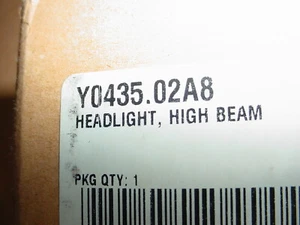 Y0435.02A8
HEADLIGHT, HIGH BEAM
PKG QTY: 1